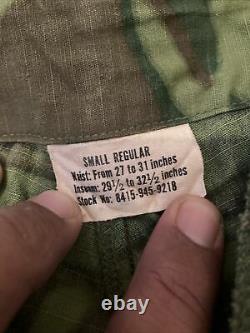 SMALL REGULAR
Waist: From 27 to 31 inches
Inseam: 29½ to 32½ inches
Stock No: 8415-945-9218
ebay